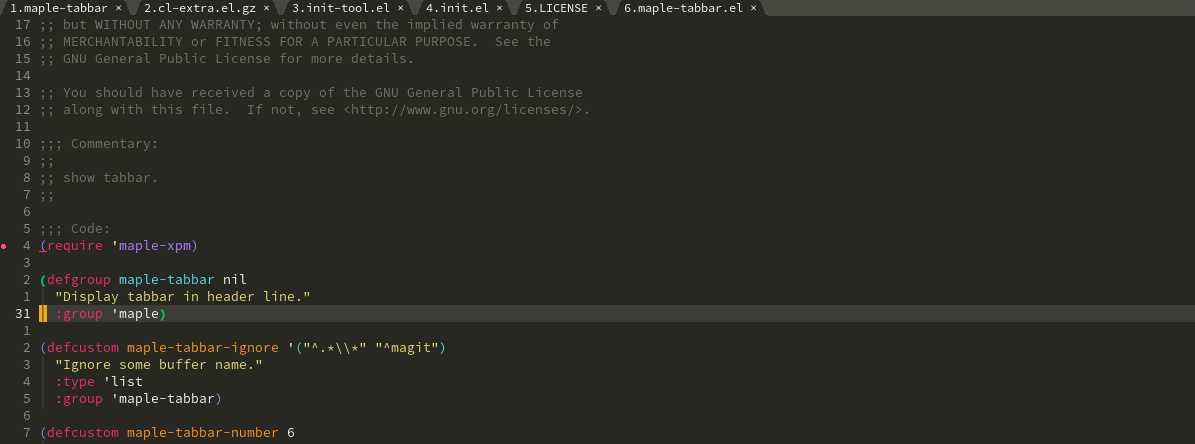 1.maple-tabbar × 2.cl-extra.el.gz × 3.init-tool.el × 4.init.el × 5.LICENSE × 6.maple-tabbar.el ×
17 ;; but WITHOUT ANY WARRANTY; without even the implied warranty of
16 ;; MERCHANTABILITY or FITNESS FOR A PARTICULAR PURPOSE.  See the
15 ;; GNU General Public License for more details.
14
13 ;; You should have received a copy of the GNU General Public License
12 ;; along with this file.  If not, see <http://www.gnu.org/licenses/>.
11
10 ;;; Commentary:
9 ;;
8 ;; show tabbar.
7 ;;
6
5 ;;; Code:
4 (require 'maple-xpm)
3
2 (defgroup maple-tabbar nil
1   "Display tabbar in header line."
31   :group 'maple)
1
2 (defcustom maple-tabbar-ignore '("^.*\\*" "^magit")
3   "Ignore some buffer name."
4   :type 'list
5   :group 'maple-tabbar)
6
7 (defcustom maple-tabbar-number 6